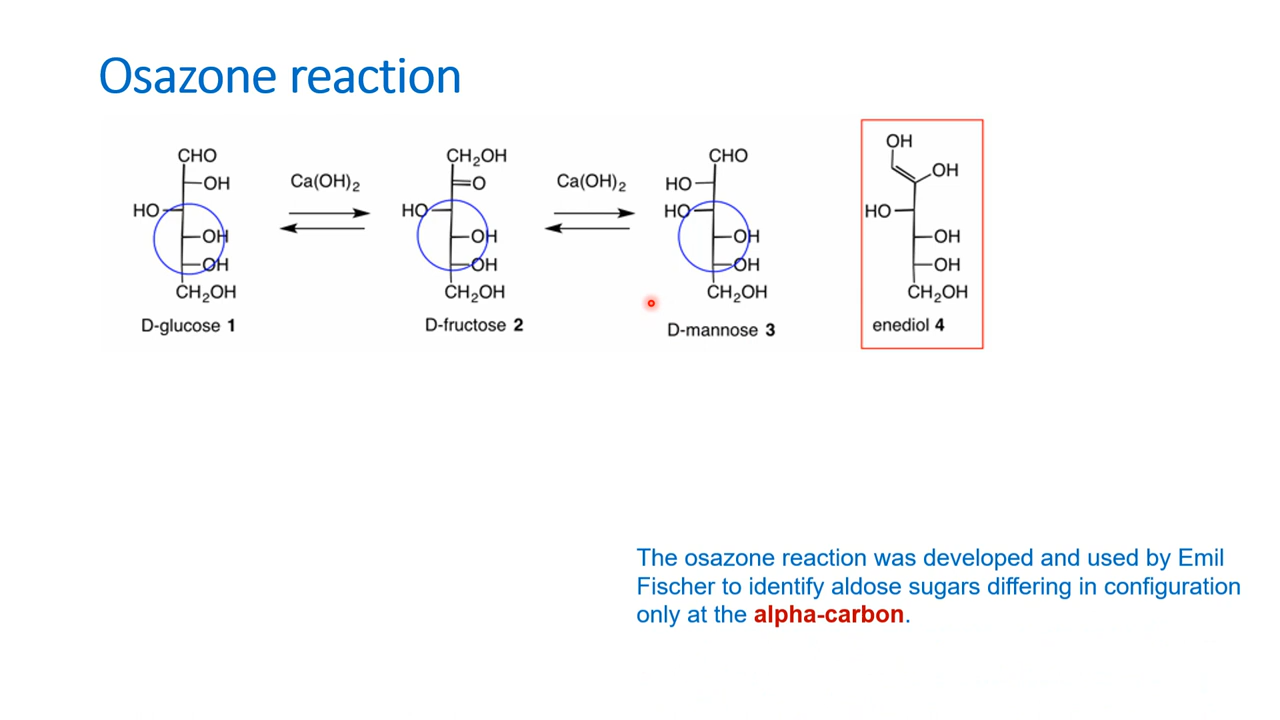 Osazone reaction
CHO
OH
HO
OH
OH
CH₂OH
D-glucose 1
Ca(OH)₂
CH₂OH
O
HO
OH
OH
CH₂OH
D-fructose 2
Ca(OH)₂
CHO
HO
HO
OH
OH
CH₂OH
D-mannose 3
OH
OH
HO
OH
OH
CH₂OH
enediol 4
The osazone reaction was developed and used by Emil
Fischer to identify aldose sugars differing in configuration
only at the alpha-carbon.